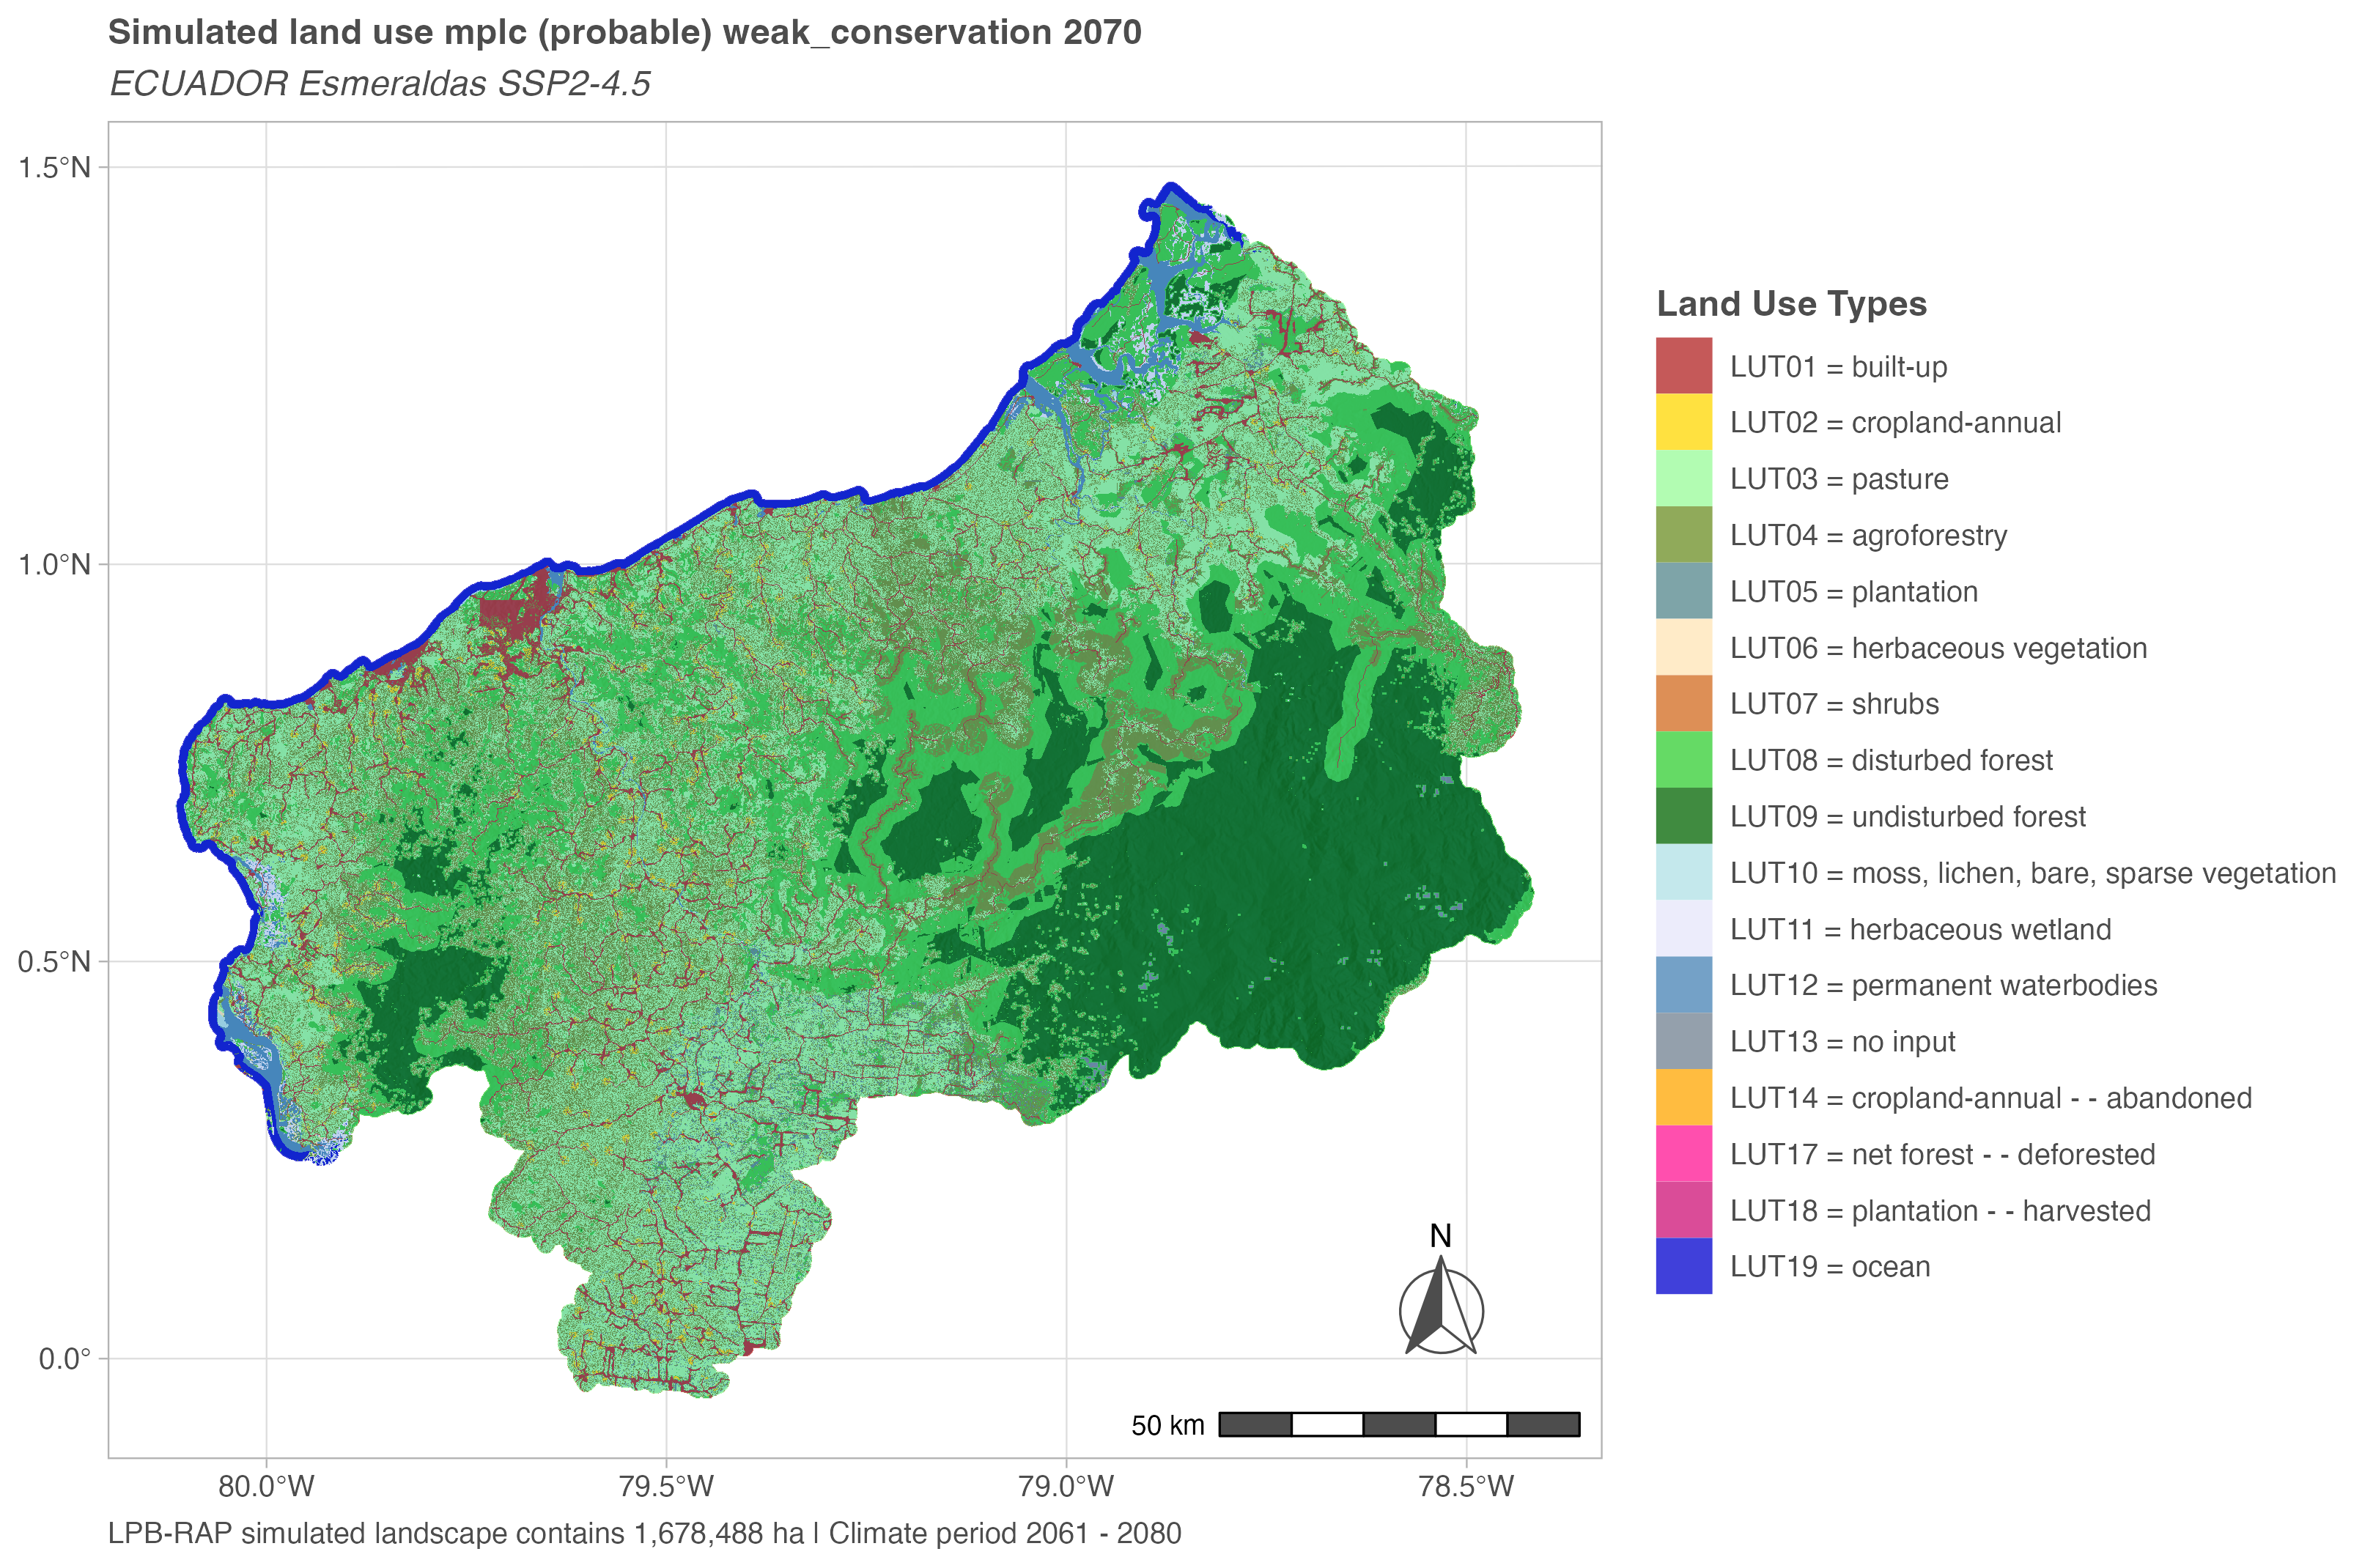 Simulated land use mplc (probable) weak_conservation 2070
ECUADOR Esmeraldas SSP2-4.5
1.5°N
1.0°N
0.5°N
0.0°
80.0°W
79.5°W
79.0°W
78.5°W
N
50 km
Land Use Types
LUT01 = built-up
LUT02 = cropland-annual
LUT03 = pasture
LUT04 = agroforestry
LUT05 = plantation
LUT06 = herbaceous vegetation
LUT07 = shrubs
LUT08 = disturbed forest
LUT09 = undisturbed forest
LUT10 = moss, lichen, bare, sparse vegetation
LUT11 = herbaceous wetland
LUT12 = permanent waterbodies
LUT13 = no input
LUT14 = cropland-annual - - abandoned
LUT17 = net forest - - deforested
LUT18 = plantation - - harvested
LUT19 = ocean
LPB-RAP simulated landscape contains 1,678,488 ha | Climate period 2061 - 2080